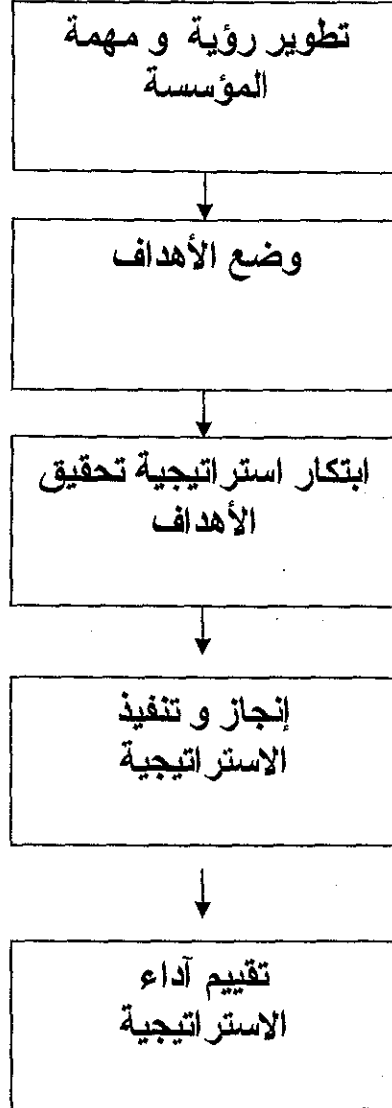 تطوير رؤية و مهمة
المؤسسة
وضع الأهداف
ابتكار استراتيجية تحقيق
الأهداف
إنجاز و تنفيذ
الاستراتيجية
تقييم آداء
الاستراتيجية